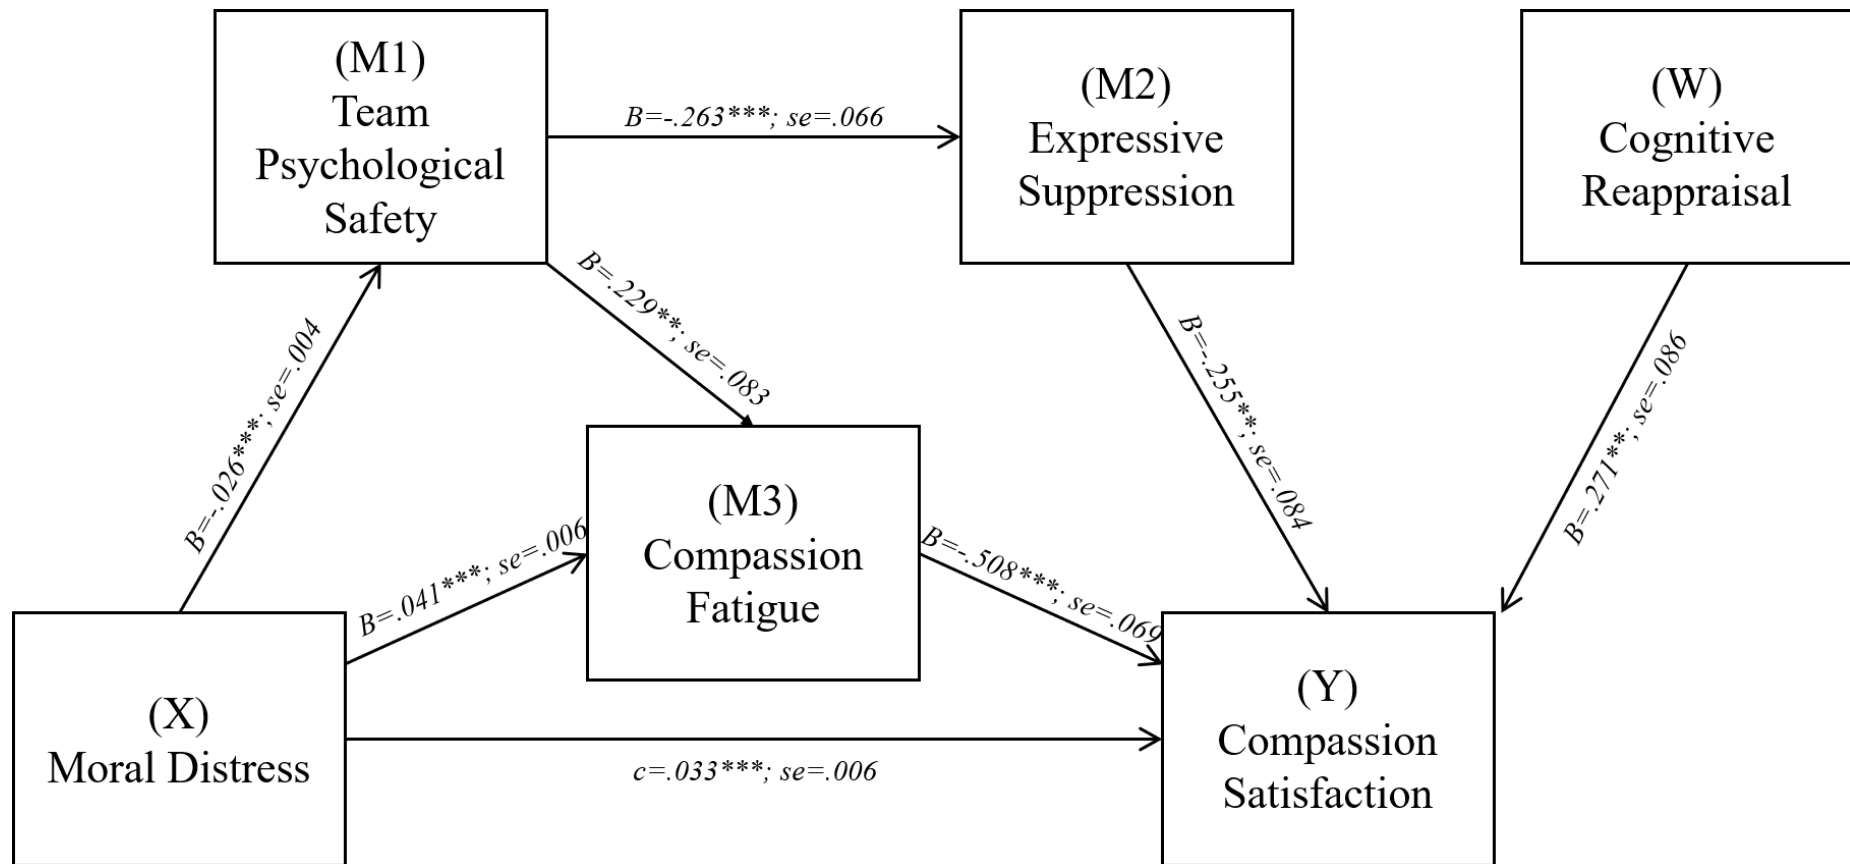 (M1)
Team
Psychological
Safety
B=-.263***; se=.066
(M2)
Expressive
Suppression
(W)
Cognitive
Reappraisal
B=-.026***; se=.004
B=.229**; se=.083
B=-.255**; se=.084
B=.271**; se=.086
(M3)
Compassion
Fatigue
B=.041***; se=.006
B=-.508***; se=.069
(X)
Moral Distress
c=.033***; se=.006
(Y)
Compassion
Satisfaction